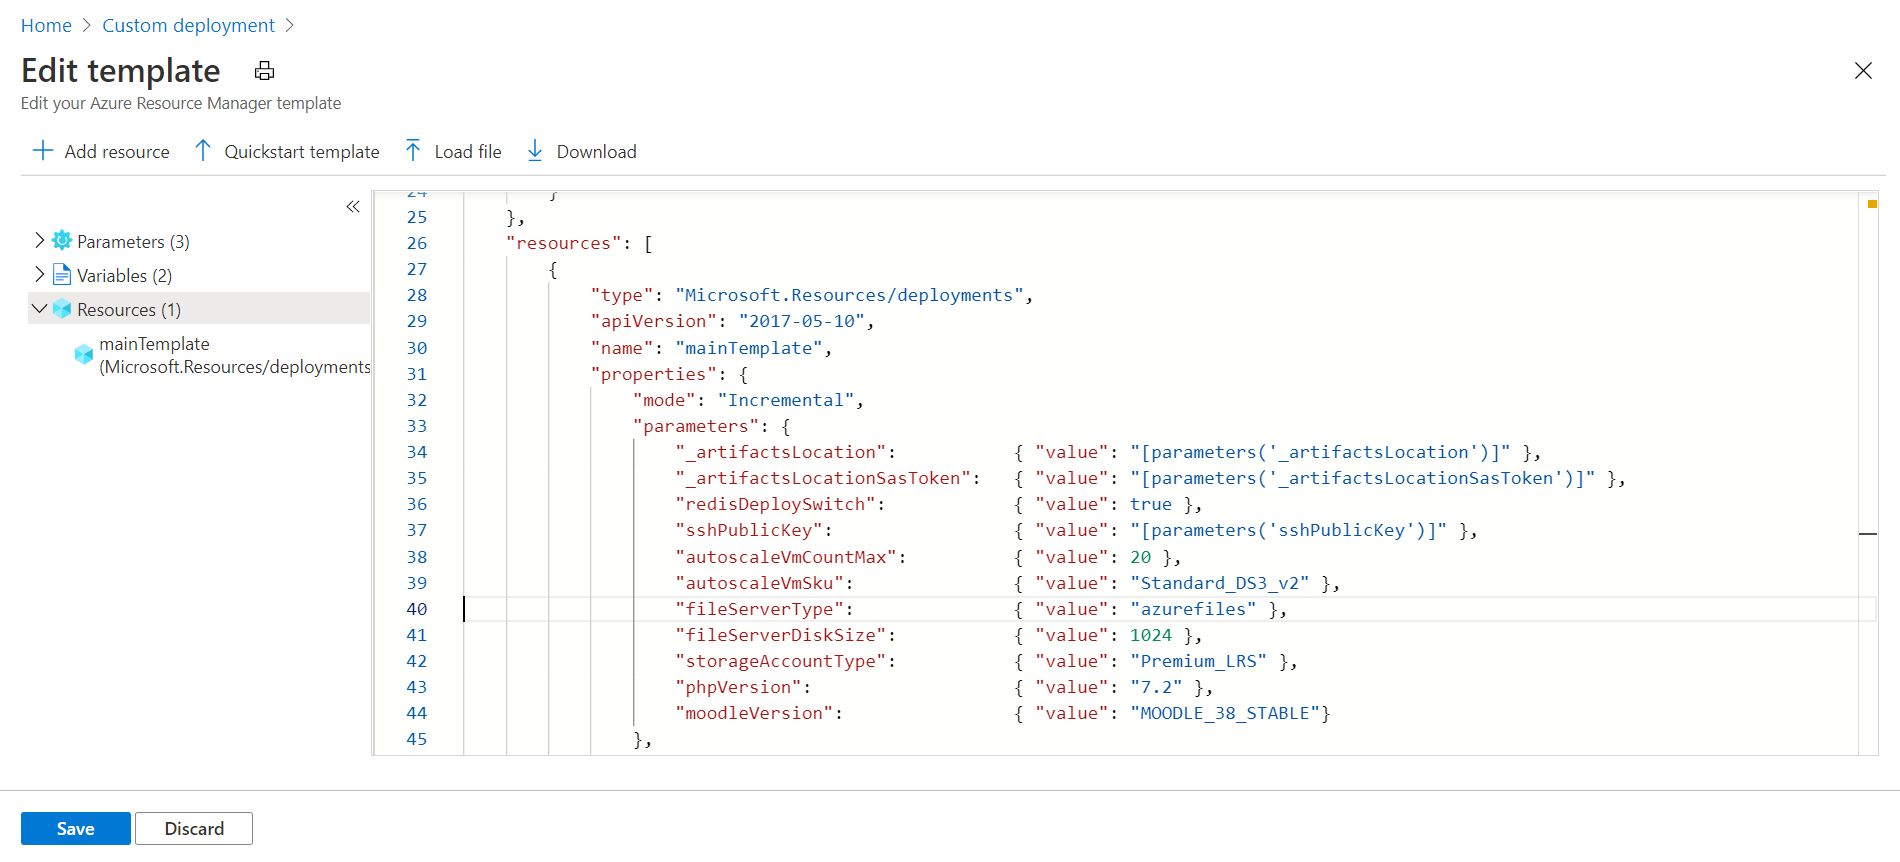 Home > Custom deployment >
Edit template
Edit your Azure Resource Manager template
Add resource Quickstart template Load file Download
«
Parameters (3)
Variables (2)
Resources (1)
mainTemplate
(Microsoft.Resources/deployments
24 }
25 },
26 "resources": [
27 {
28 "type": "Microsoft.Resources/deployments",
29 "apiVersion": "2017-05-10",
30 "name": "mainTemplate",
31 "properties": {
32 "mode": "Incremental",
33 "parameters": {
34 "_artifactsLocation": { "value": "[parameters('_artifactsLocation')]" },
35 "_artifactsLocationSasToken": { "value": "[parameters('_artifactsLocationSasToken')]" },
36 "redisDeploySwitch": { "value": true },
37 "sshPublicKey": { "value": "[parameters('sshPublicKey')]" },
38 "autoscaleVmCountMax": { "value": 20 },
39 "autoscaleVmSku": { "value": "Standard_DS3_v2" },
40 "fileServerType": { "value": "azurefiles" },
41 "fileServerDiskSize": { "value": 1024 },
42 "storageAccountType": { "value": "Premium_LRS" },
43 "phpVersion": { "value": "7.2" },
44 "moodleVersion": { "value": "MOODLE_38_STABLE"}
45 },
Save Discard